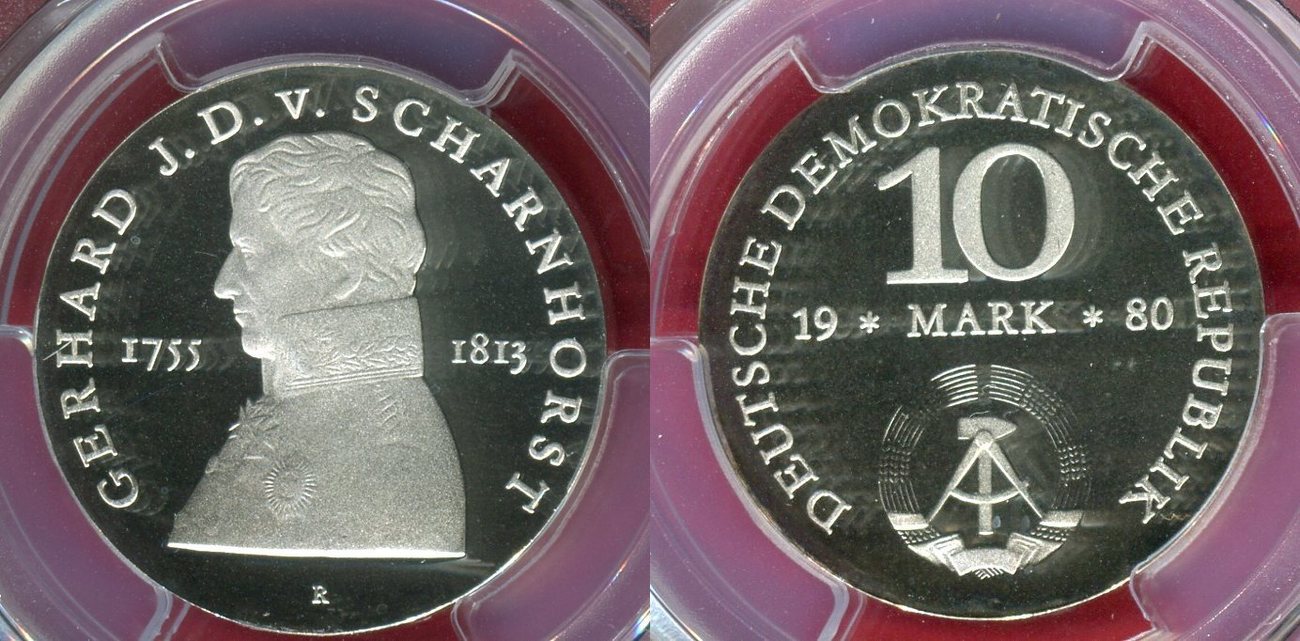 GERHARD J. D. V. SCHARNHORST
1755 1813
R
DEUTSCHE DEMOKRATISCHE REPUBLIK
10
19 * MARK * 80